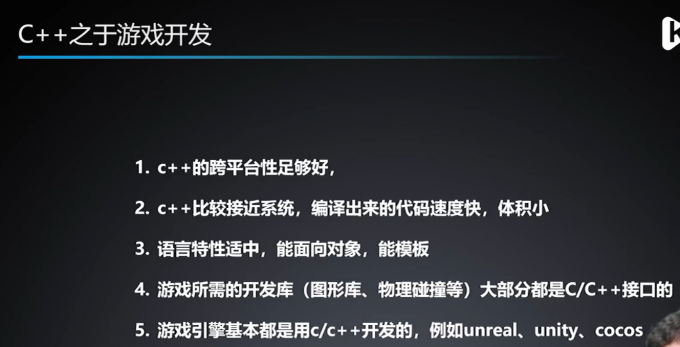 C++之于游戏开发
1. c++的跨平台性足够好，
2. c++比较接近系统，编译出来的代码速度快，体积小
3. 语言特性适中，能面向对象，能模板
4. 游戏所需的开发库（图形库、物理碰撞等）大部分都是C/C++接口的
5. 游戏引擎基本都是用c/c++开发的，例如unreal、unity、cocos